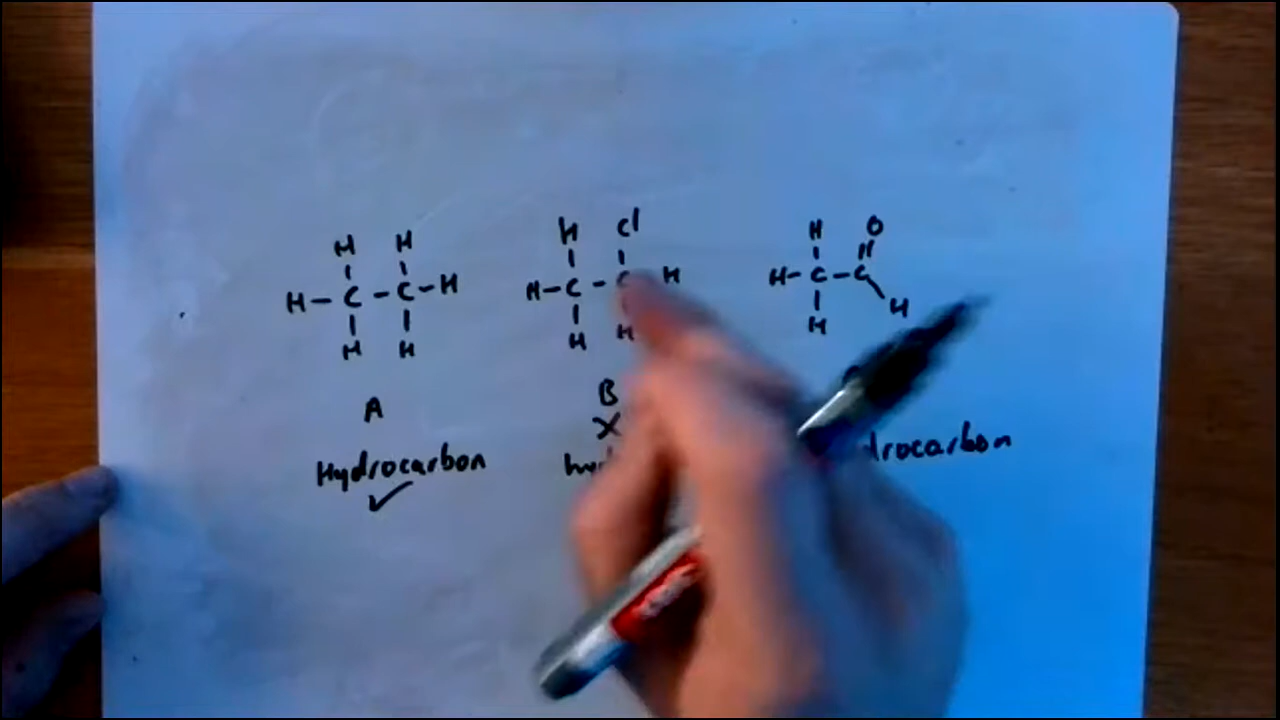 H H H Cl H O
H - C - C - H H - C - H H - C - C
H H H H H H
A B
X
Hydrocarbon drocarbon
✓